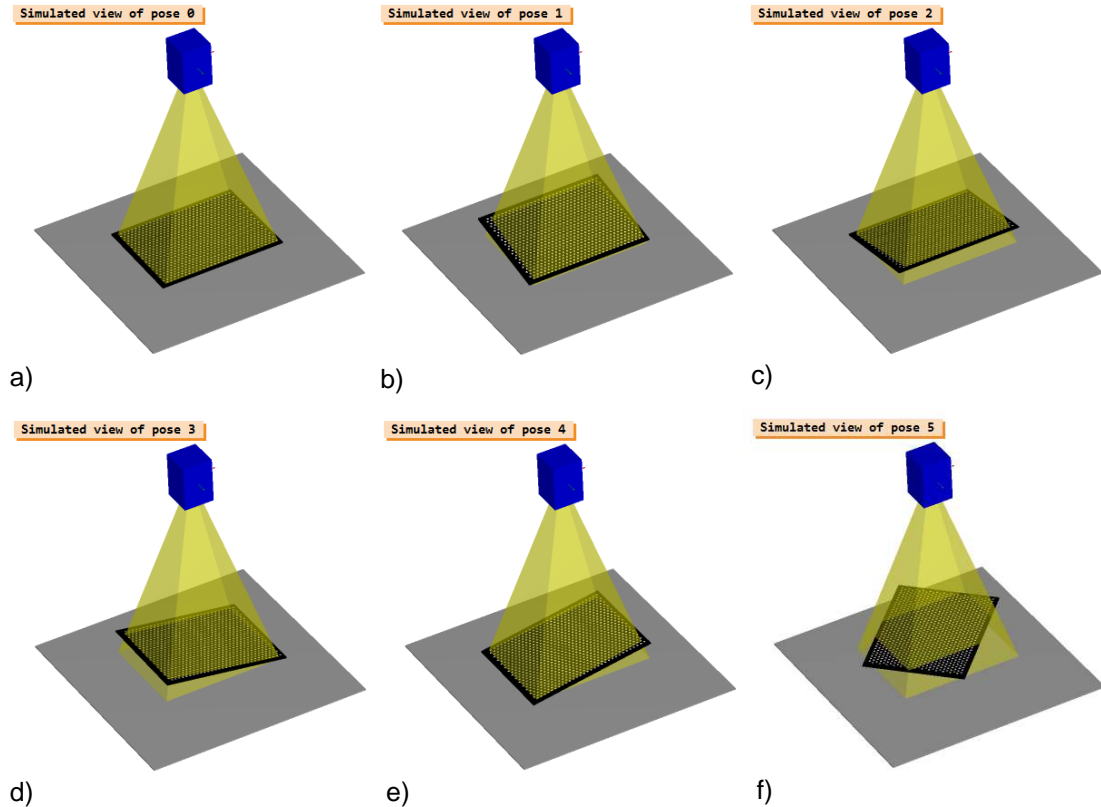 Simulated view of pose 0
Simulated view of pose 1
Simulated view of pose 2
a)
b)
c)
Simulated view of pose 3
Simulated view of pose 4
Simulated view of pose 5
d)
e)
f)